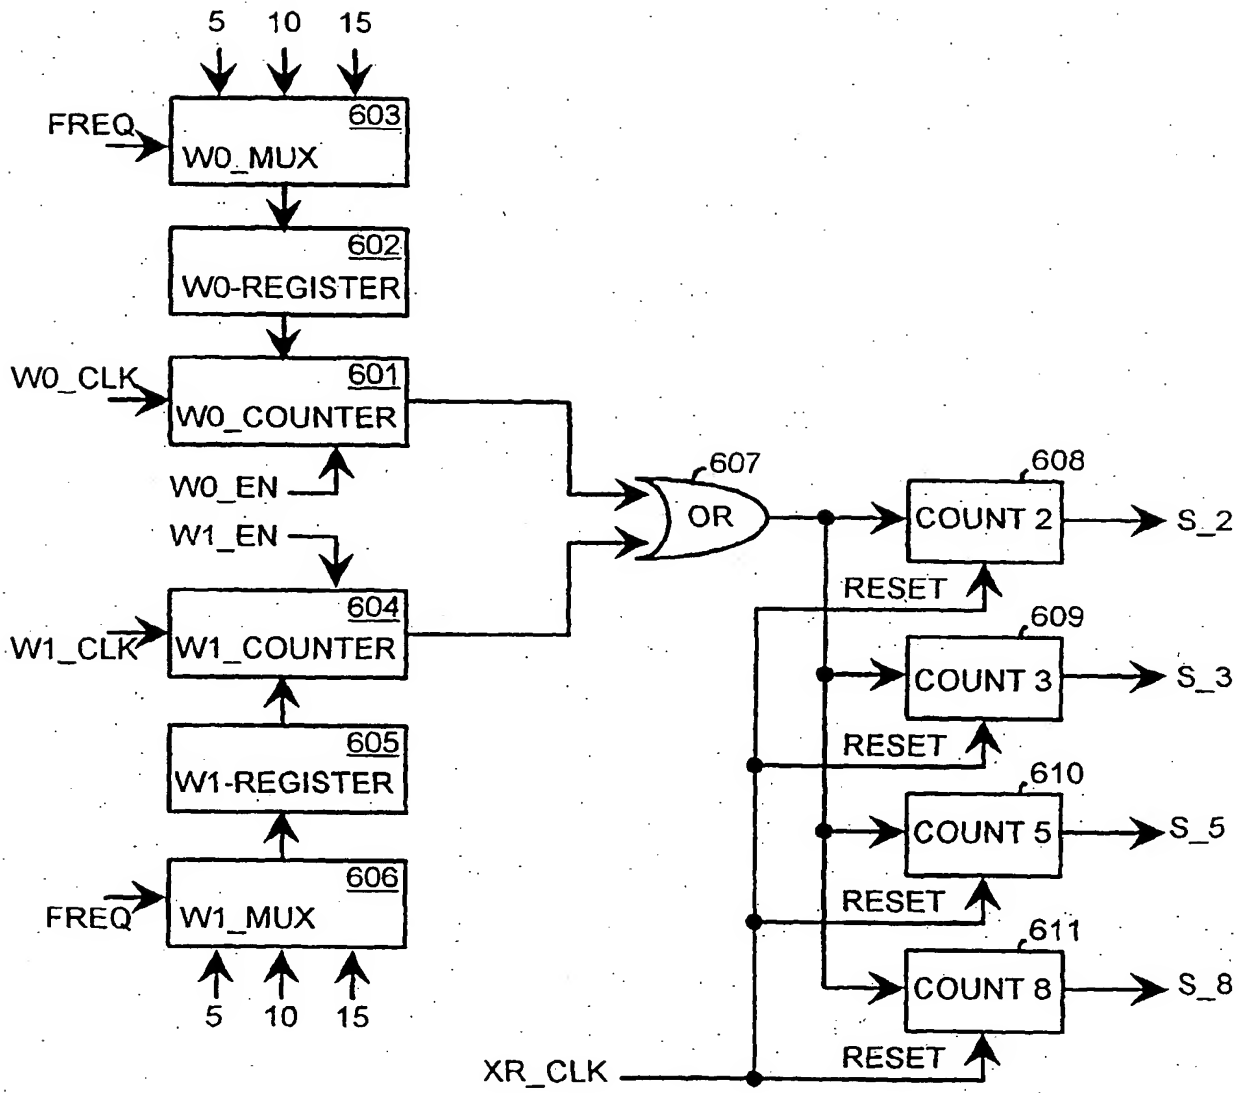 5 10 15
FREQ
603
W0_MUX
602
W0-REGISTER
W0_CLK
601
W0_COUNTER
W0_EN
W1_EN
W1_CLK
604
W1_COUNTER
605
W1-REGISTER
FREQ
606
W1_MUX
5 10 15
607
OR
608
COUNT 2
S_2
RESET
609
COUNT 3
S_3
RESET
610
COUNT 5
S_5
RESET
611
COUNT 8
S_8
RESET
XR_CLK